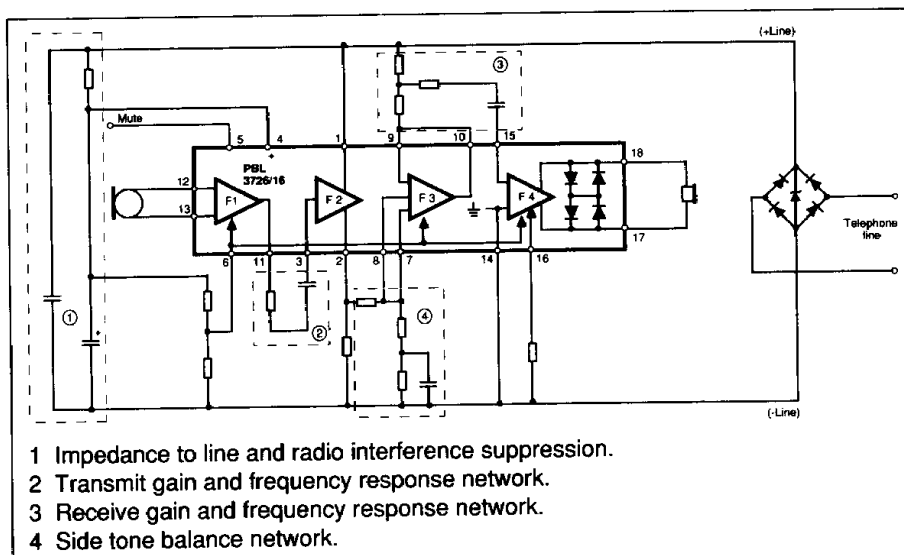 (+Line)
③
Mute
5
4
+
1
9
10
15
PBL
3726/16
18
12
F1
F 2
F 3
F 4
13
17
Telephone
line
6
11
3
2
8
7
14
16
①
+
②
④
(-Line)
1 Impedance to line and radio interference suppression.
2 Transmit gain and frequency response network.
3 Receive gain and frequency response network.
4 Side tone balance network.